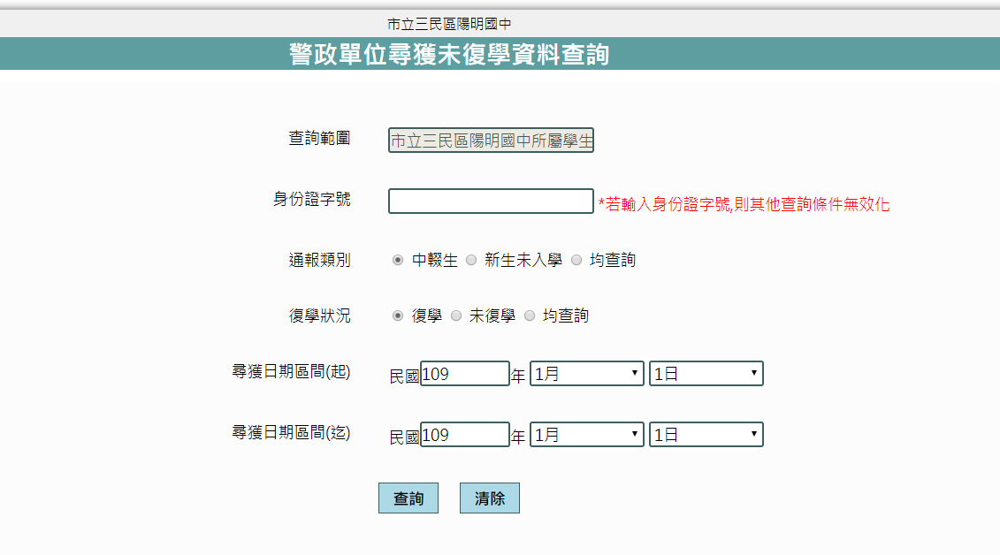 市立三民區陽明國中
警政單位尋獲未復學資料查詢
查詢範圍 市立三民區陽明國中所屬學生
身份證字號 *若輸入身份證字號,則其他查詢條件無效化
通報類別 中輟生 新生未入學 均查詢
復學狀況 復學 未復學 均查詢
尋獲日期區間(起) 民國109年 1月 1日
尋獲日期區間(迄) 民國109年 1月 1日
查詢 清除